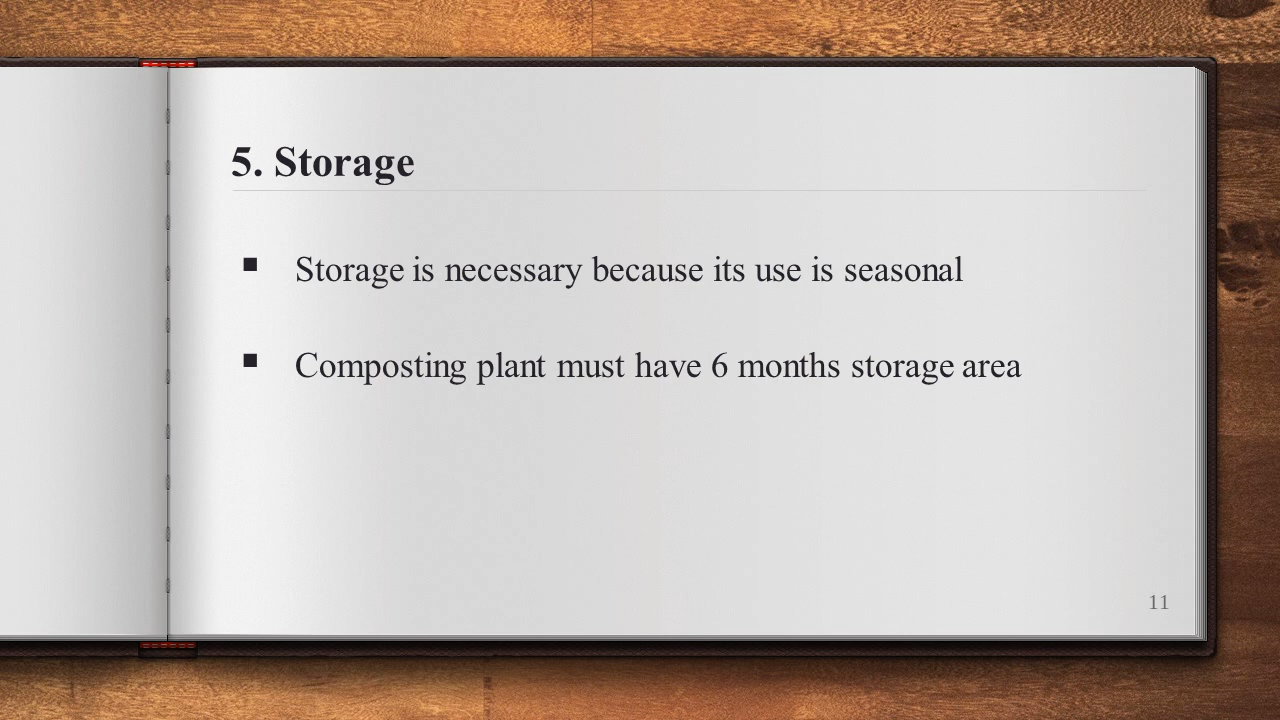 5. Storage
Storage is necessary because its use is seasonal
Composting plant must have 6 months storage area
11